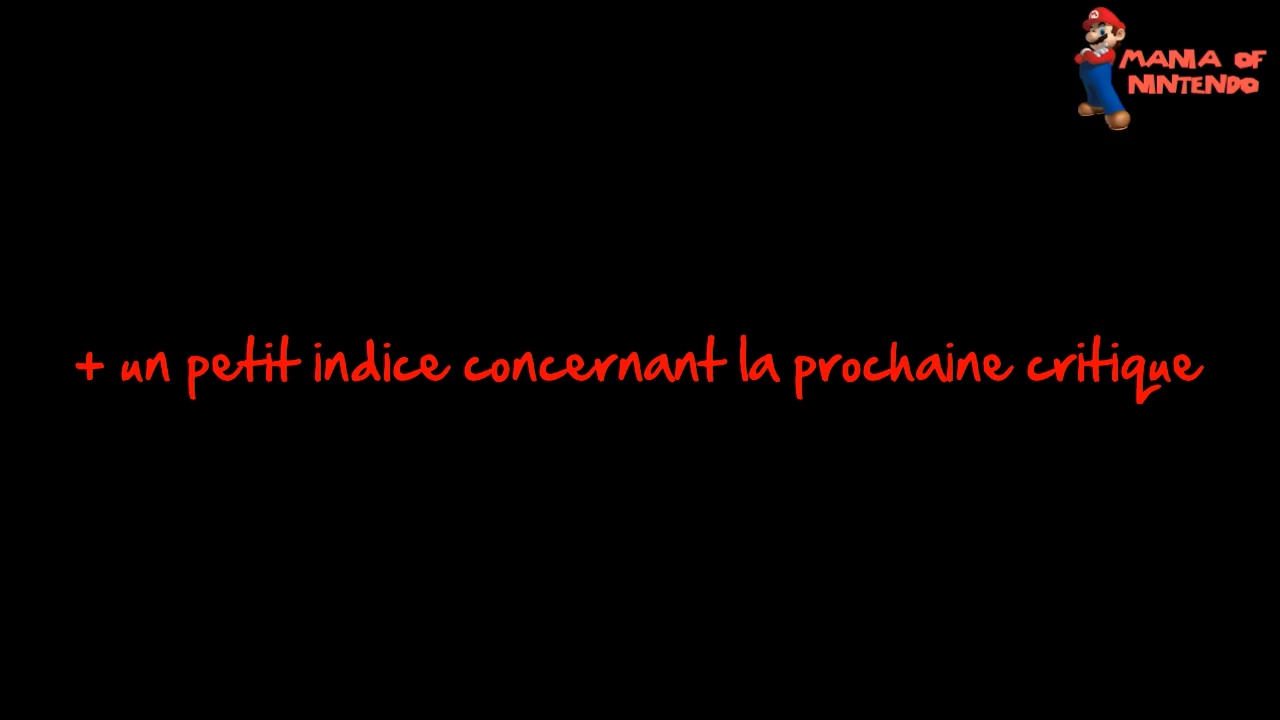 MANIA OF
NINTENDO
+ un petit indice concernant la prochaine critique